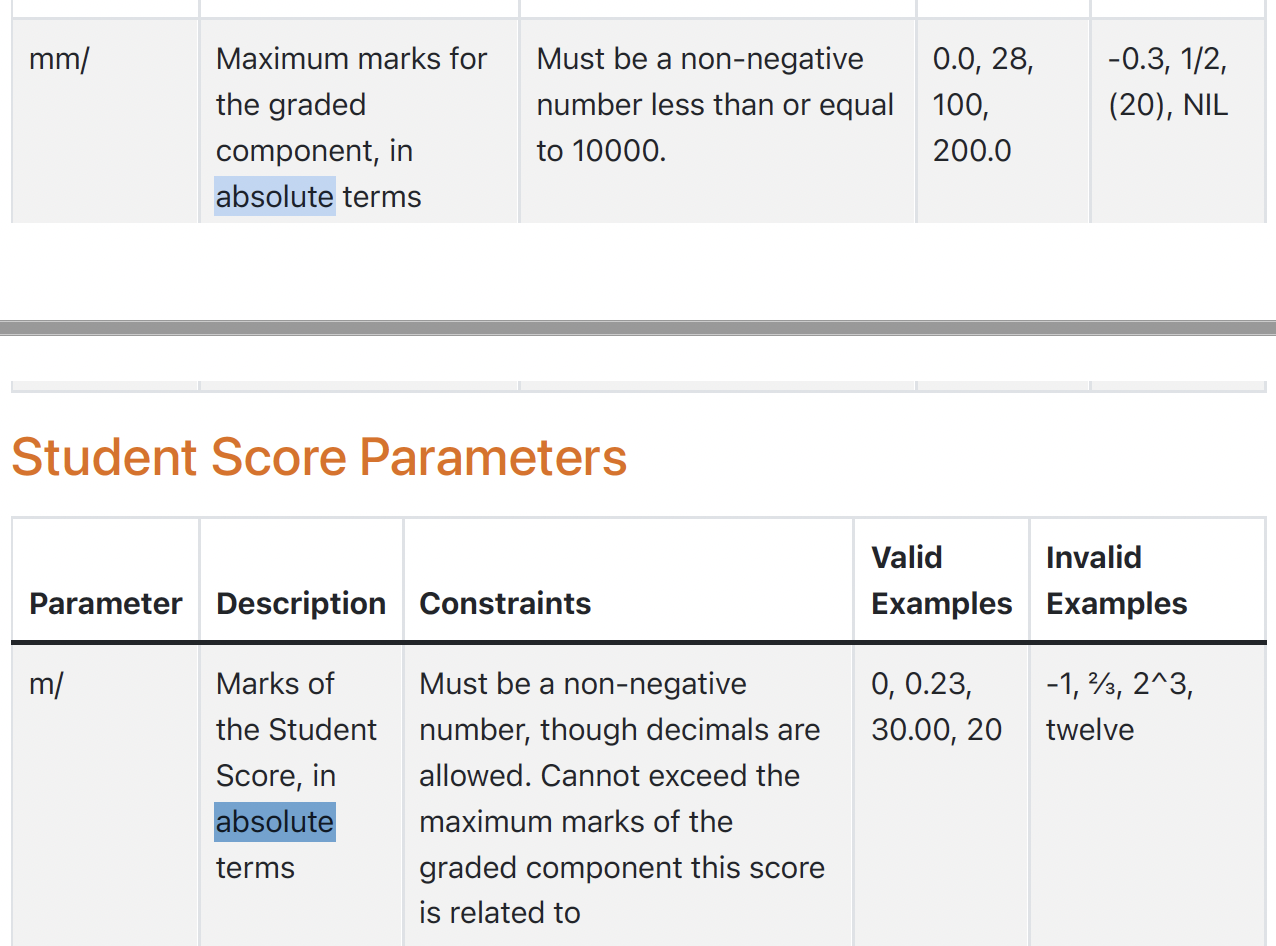 mm/
Maximum marks for
the graded
component, in
absolute terms
Must be a non-negative
number less than or equal
to 10000.
0.0, 28,
100,
200.0
-0.3, 1/2,
(20), NIL
Student Score Parameters
Parameter
Description
Constraints
Valid
Examples
Invalid
Examples
m/
Marks of
the Student
Score, in
absolute
terms
Must be a non-negative
number, though decimals are
allowed. Cannot exceed the
maximum marks of the
graded component this score
is related to
0, 0.23,
30.00, 20
-1, ⅔, 2^3,
twelve